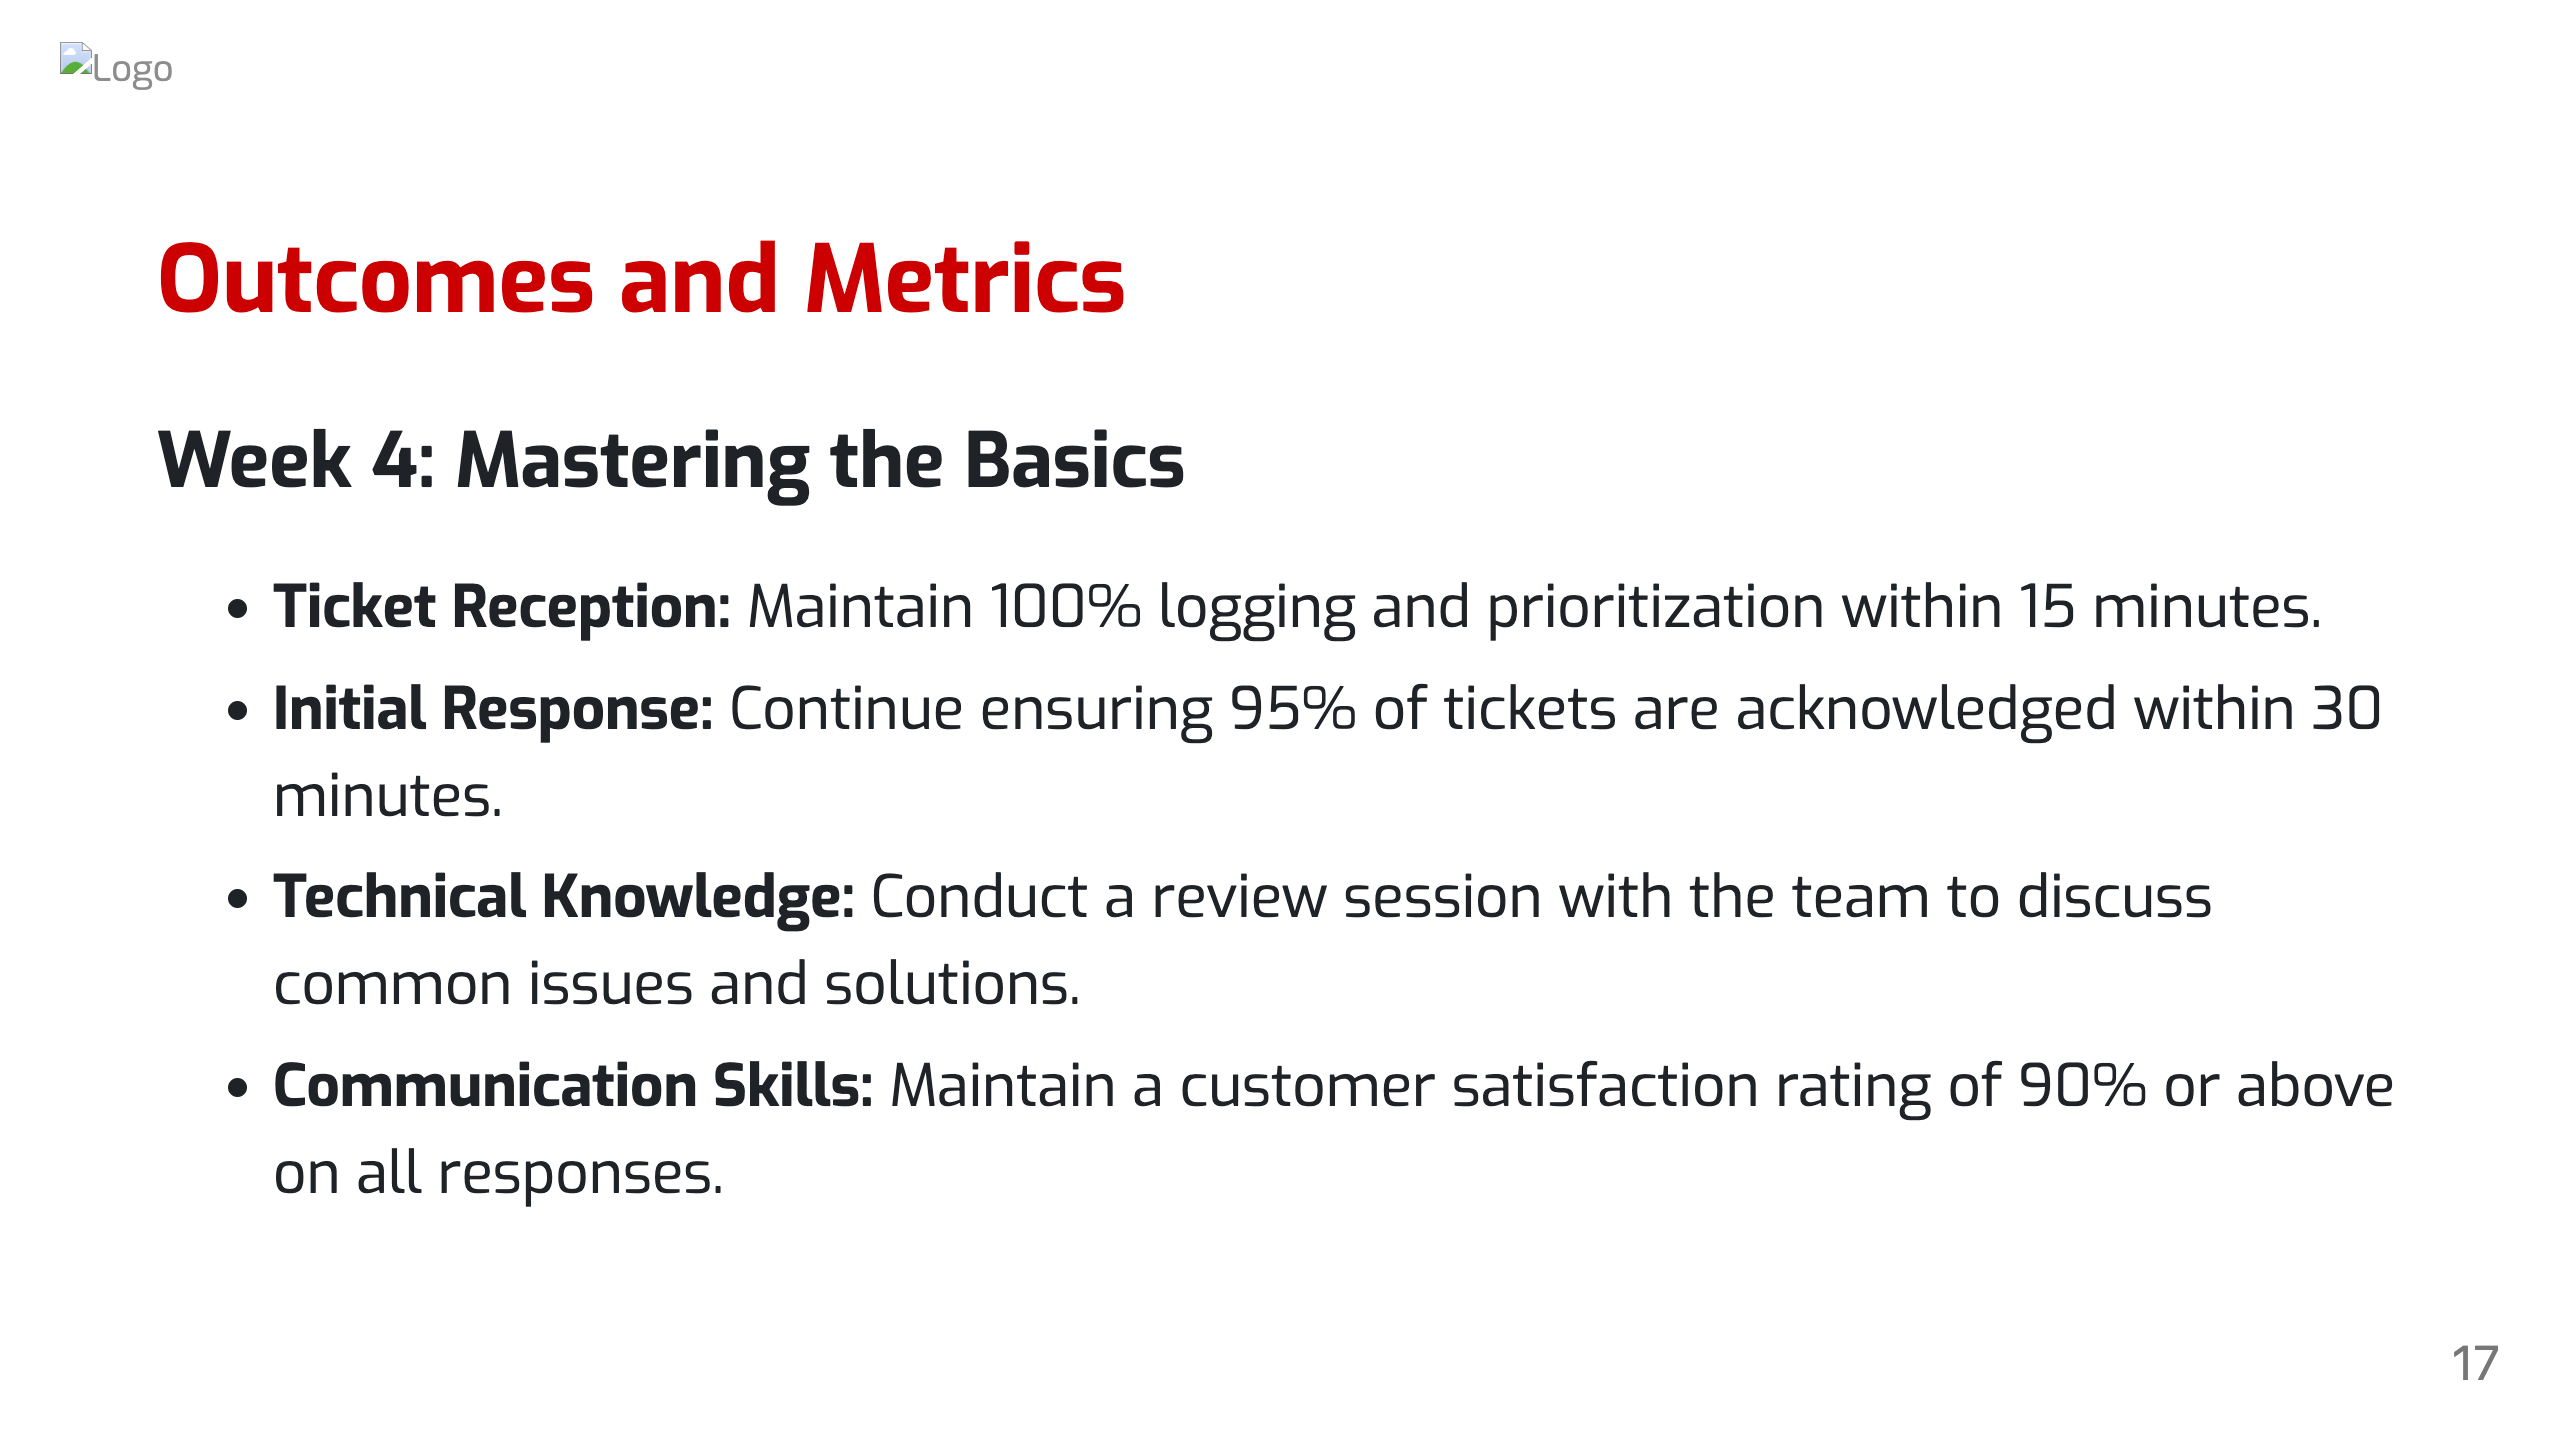 Logo
Outcomes and Metrics
Week 4: Mastering the Basics
• Ticket Reception: Maintain 100% logging and prioritization within 15 minutes.
• Initial Response: Continue ensuring 95% of tickets are acknowledged within 30
minutes.
• Technical Knowledge: Conduct a review session with the team to discuss
common issues and solutions.
• Communication Skills: Maintain a customer satisfaction rating of 90% or above
on all responses.
17